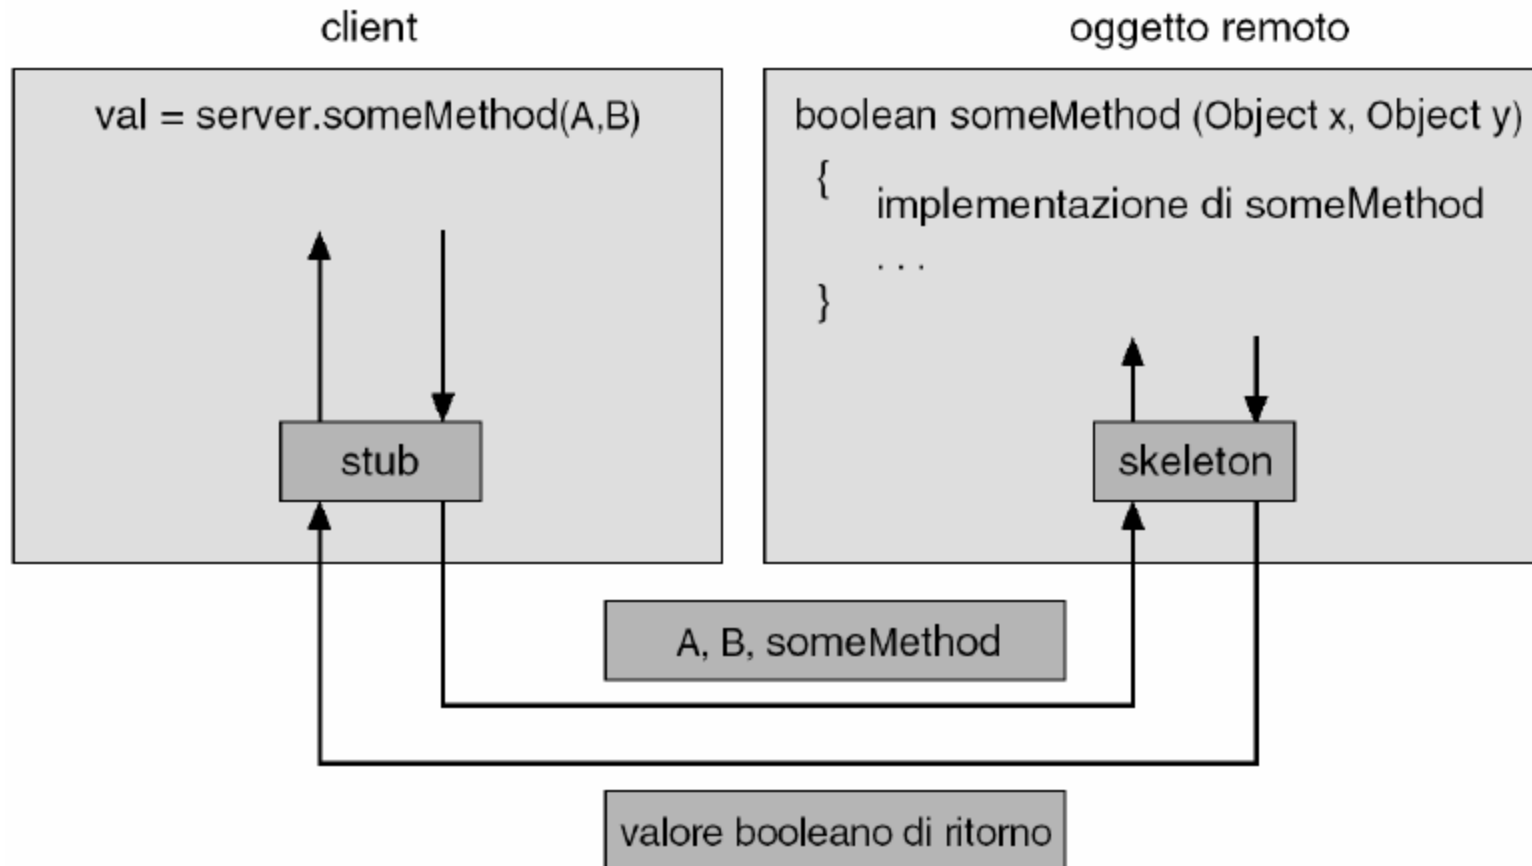 client
oggetto remoto
val = server.someMethod(A,B)
boolean someMethod (Object x, Object y)
{
implementazione di someMethod
. . .
}
stub
skeleton
A, B, someMethod
valore booleano di ritorno